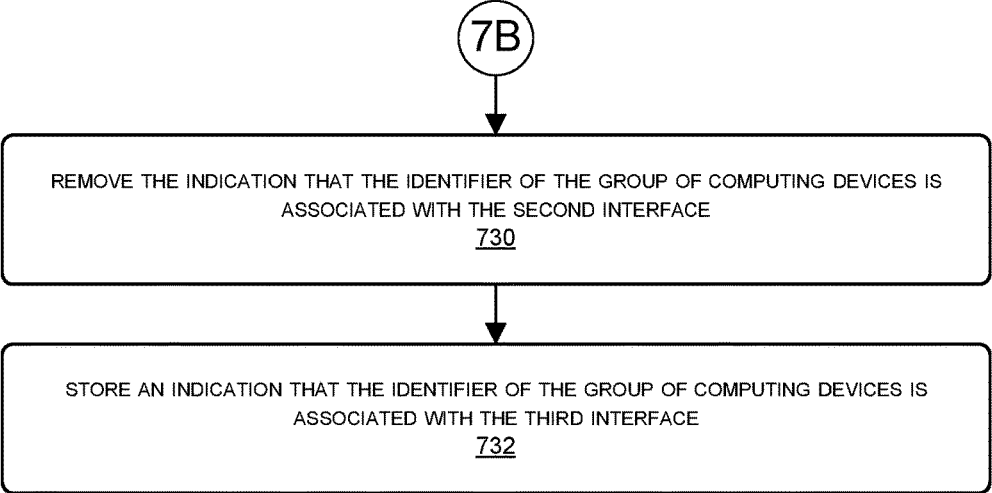 7B
REMOVE THE INDICATION THAT THE IDENTIFIER OF THE GROUP OF COMPUTING DEVICES IS
ASSOCIATED WITH THE SECOND INTERFACE
730
STORE AN INDICATION THAT THE IDENTIFIER OF THE GROUP OF COMPUTING DEVICES IS
ASSOCIATED WITH THE THIRD INTERFACE
732